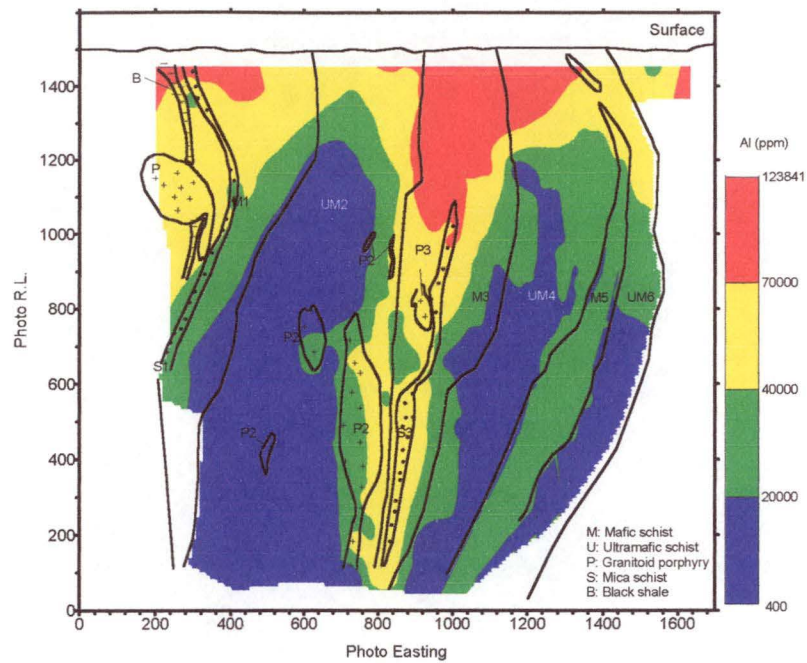 Surface
1400
1200
1000
800
600
400
200
0
Photo R.L.
0 200 400 600 800 1000 1200 1400 1600
Photo Easting
B
P
M1
S1
UM2
P2
P2
P2
P2
P3
S3
M3
UM4
M5
UM6
Al (ppm)
123841
70000
40000
20000
400
M: Mafic schist
U: Ultramafic schist
P: Granitoid porphyry
S: Mica schist
B: Black shale